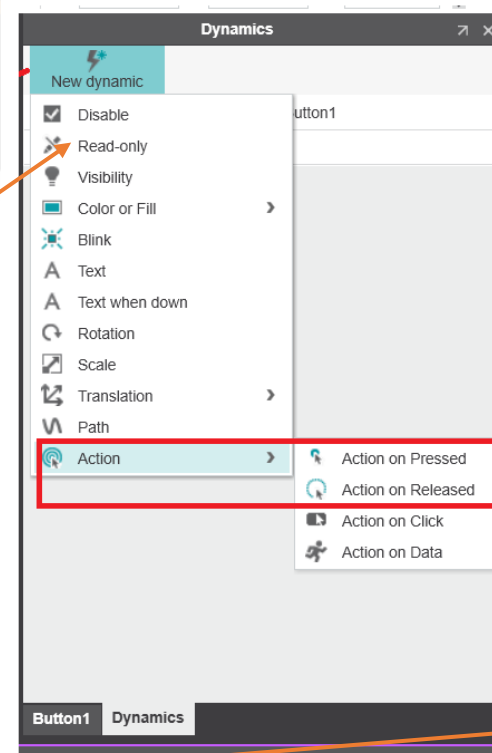 Dynamics
New dynamic
Disable
utton1
Read-only
Visibility
Color or Fill
Blink
Text
Text when down
Rotation
Scale
Translation
Path
Action
Action on Pressed
Action on Released
Action on Click
Action on Data
Button1 Dynamics